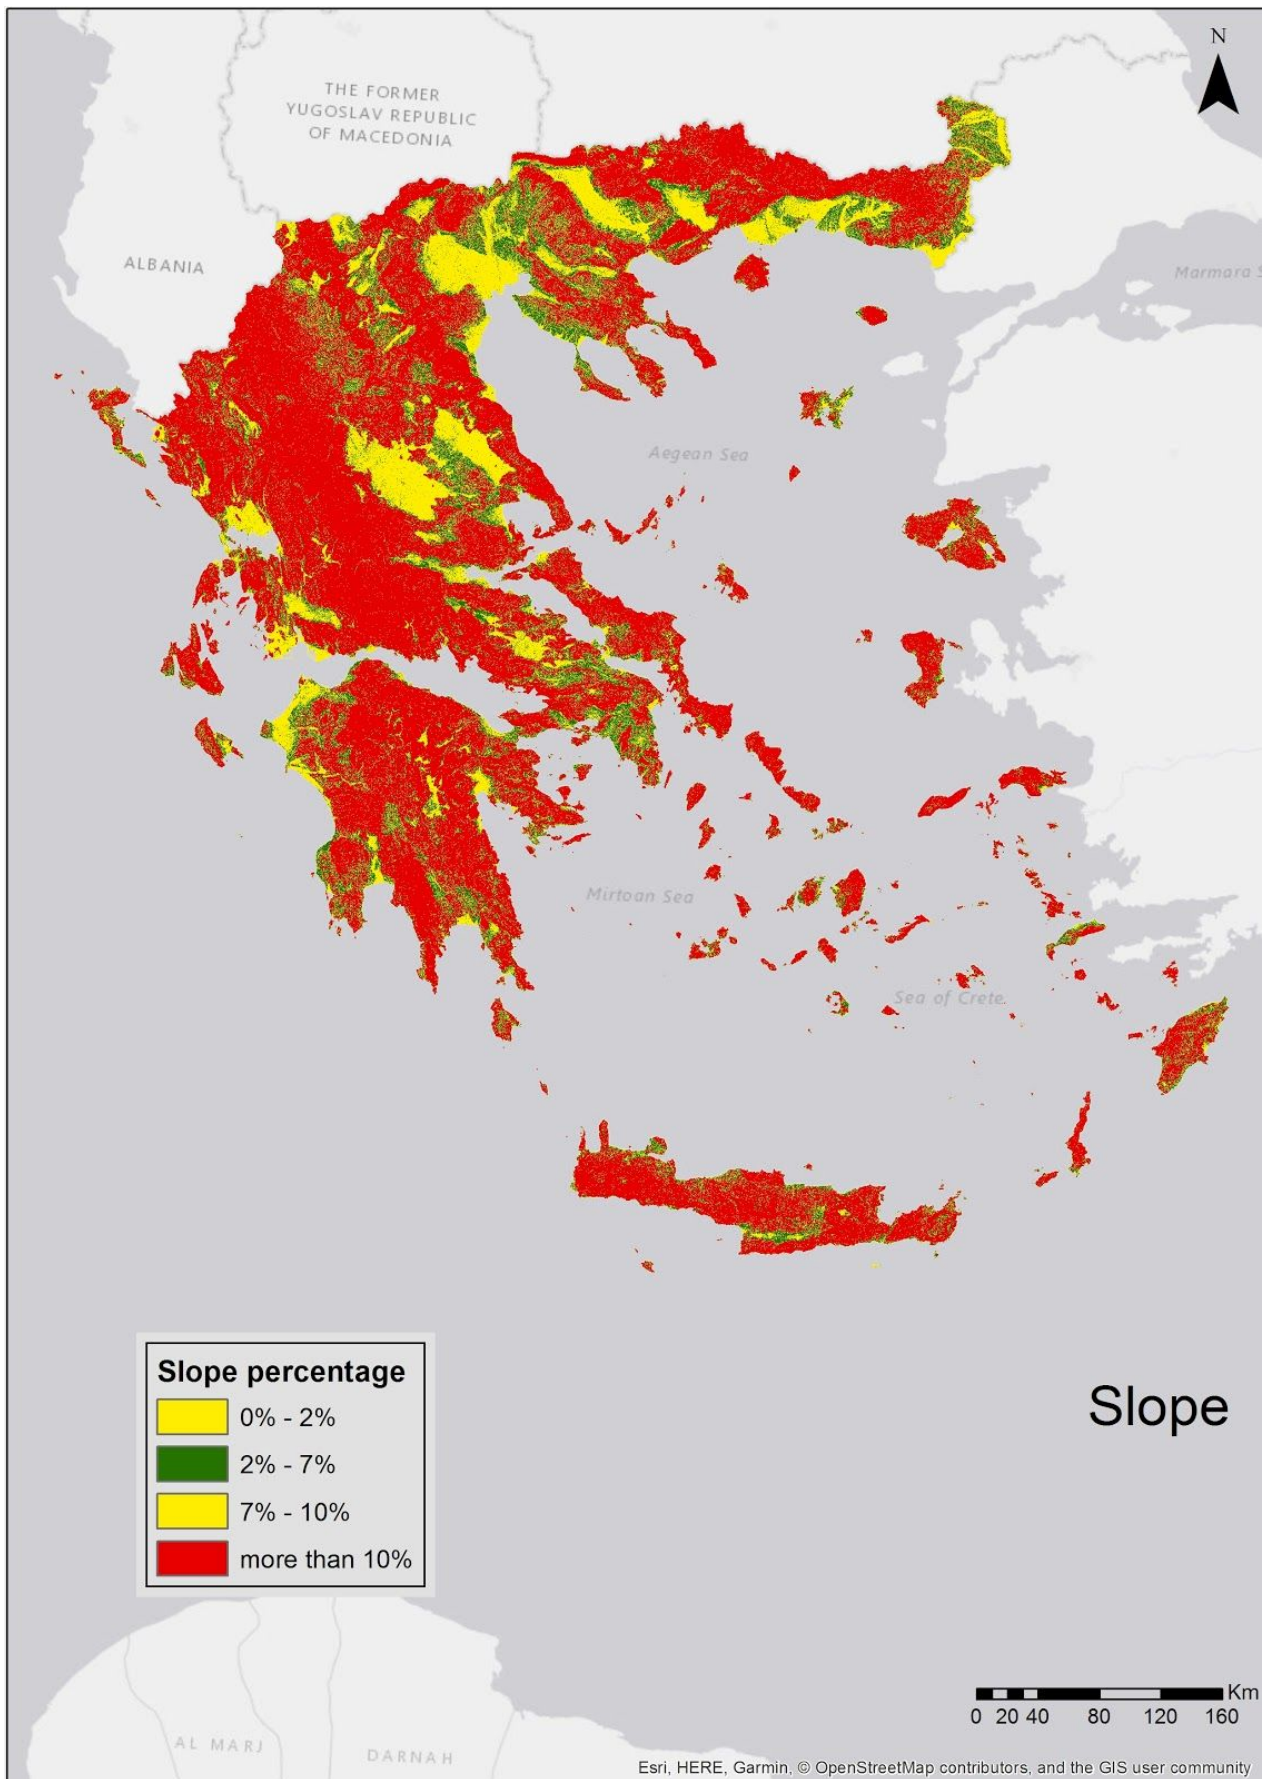 N
THE FORMER
YUGOSLAV REPUBLIC
OF MACEDONIA
ALBANIA
Marmara S
Aegean Sea
Mirtoan Sea
Sea of Crete
Slope percentage
0% - 2%
2% - 7%
7% - 10%
more than 10%
Slope
Km
0 20 40 80 120 160
AL MARJ
DARNAH
Esri, HERE, Garmin, © OpenStreetMap contributors, and the GIS user community